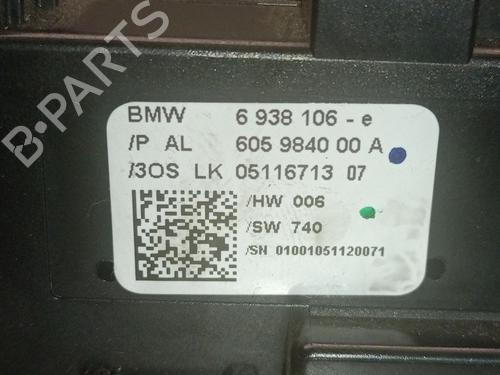 BMW 6 938 106 - e
/P AL 605 9840 00 A
/3OS LK 05116713 07
/HW 006
/SW 740
/SN 01001051120071
B-PARTS